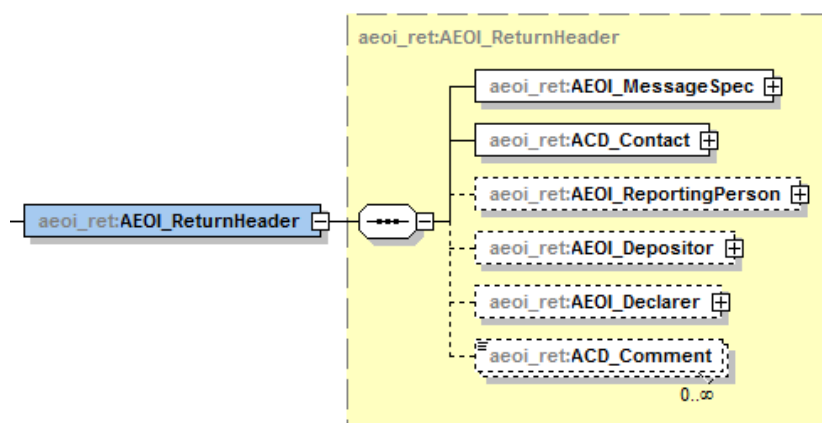 aeoi_ret:AEOI_ReturnHeader
aeoi_ret:AEOI_MessageSpec
aeoi_ret:ACD_Contact
aeoi_ret:AEOI_ReportingPerson
aeoi_ret:AEOI_ReturnHeader
aeoi_ret:AEOI_Depositor
aeoi_ret:AEOI_Declarer
aeoi_ret:ACD_Comment
0..∞